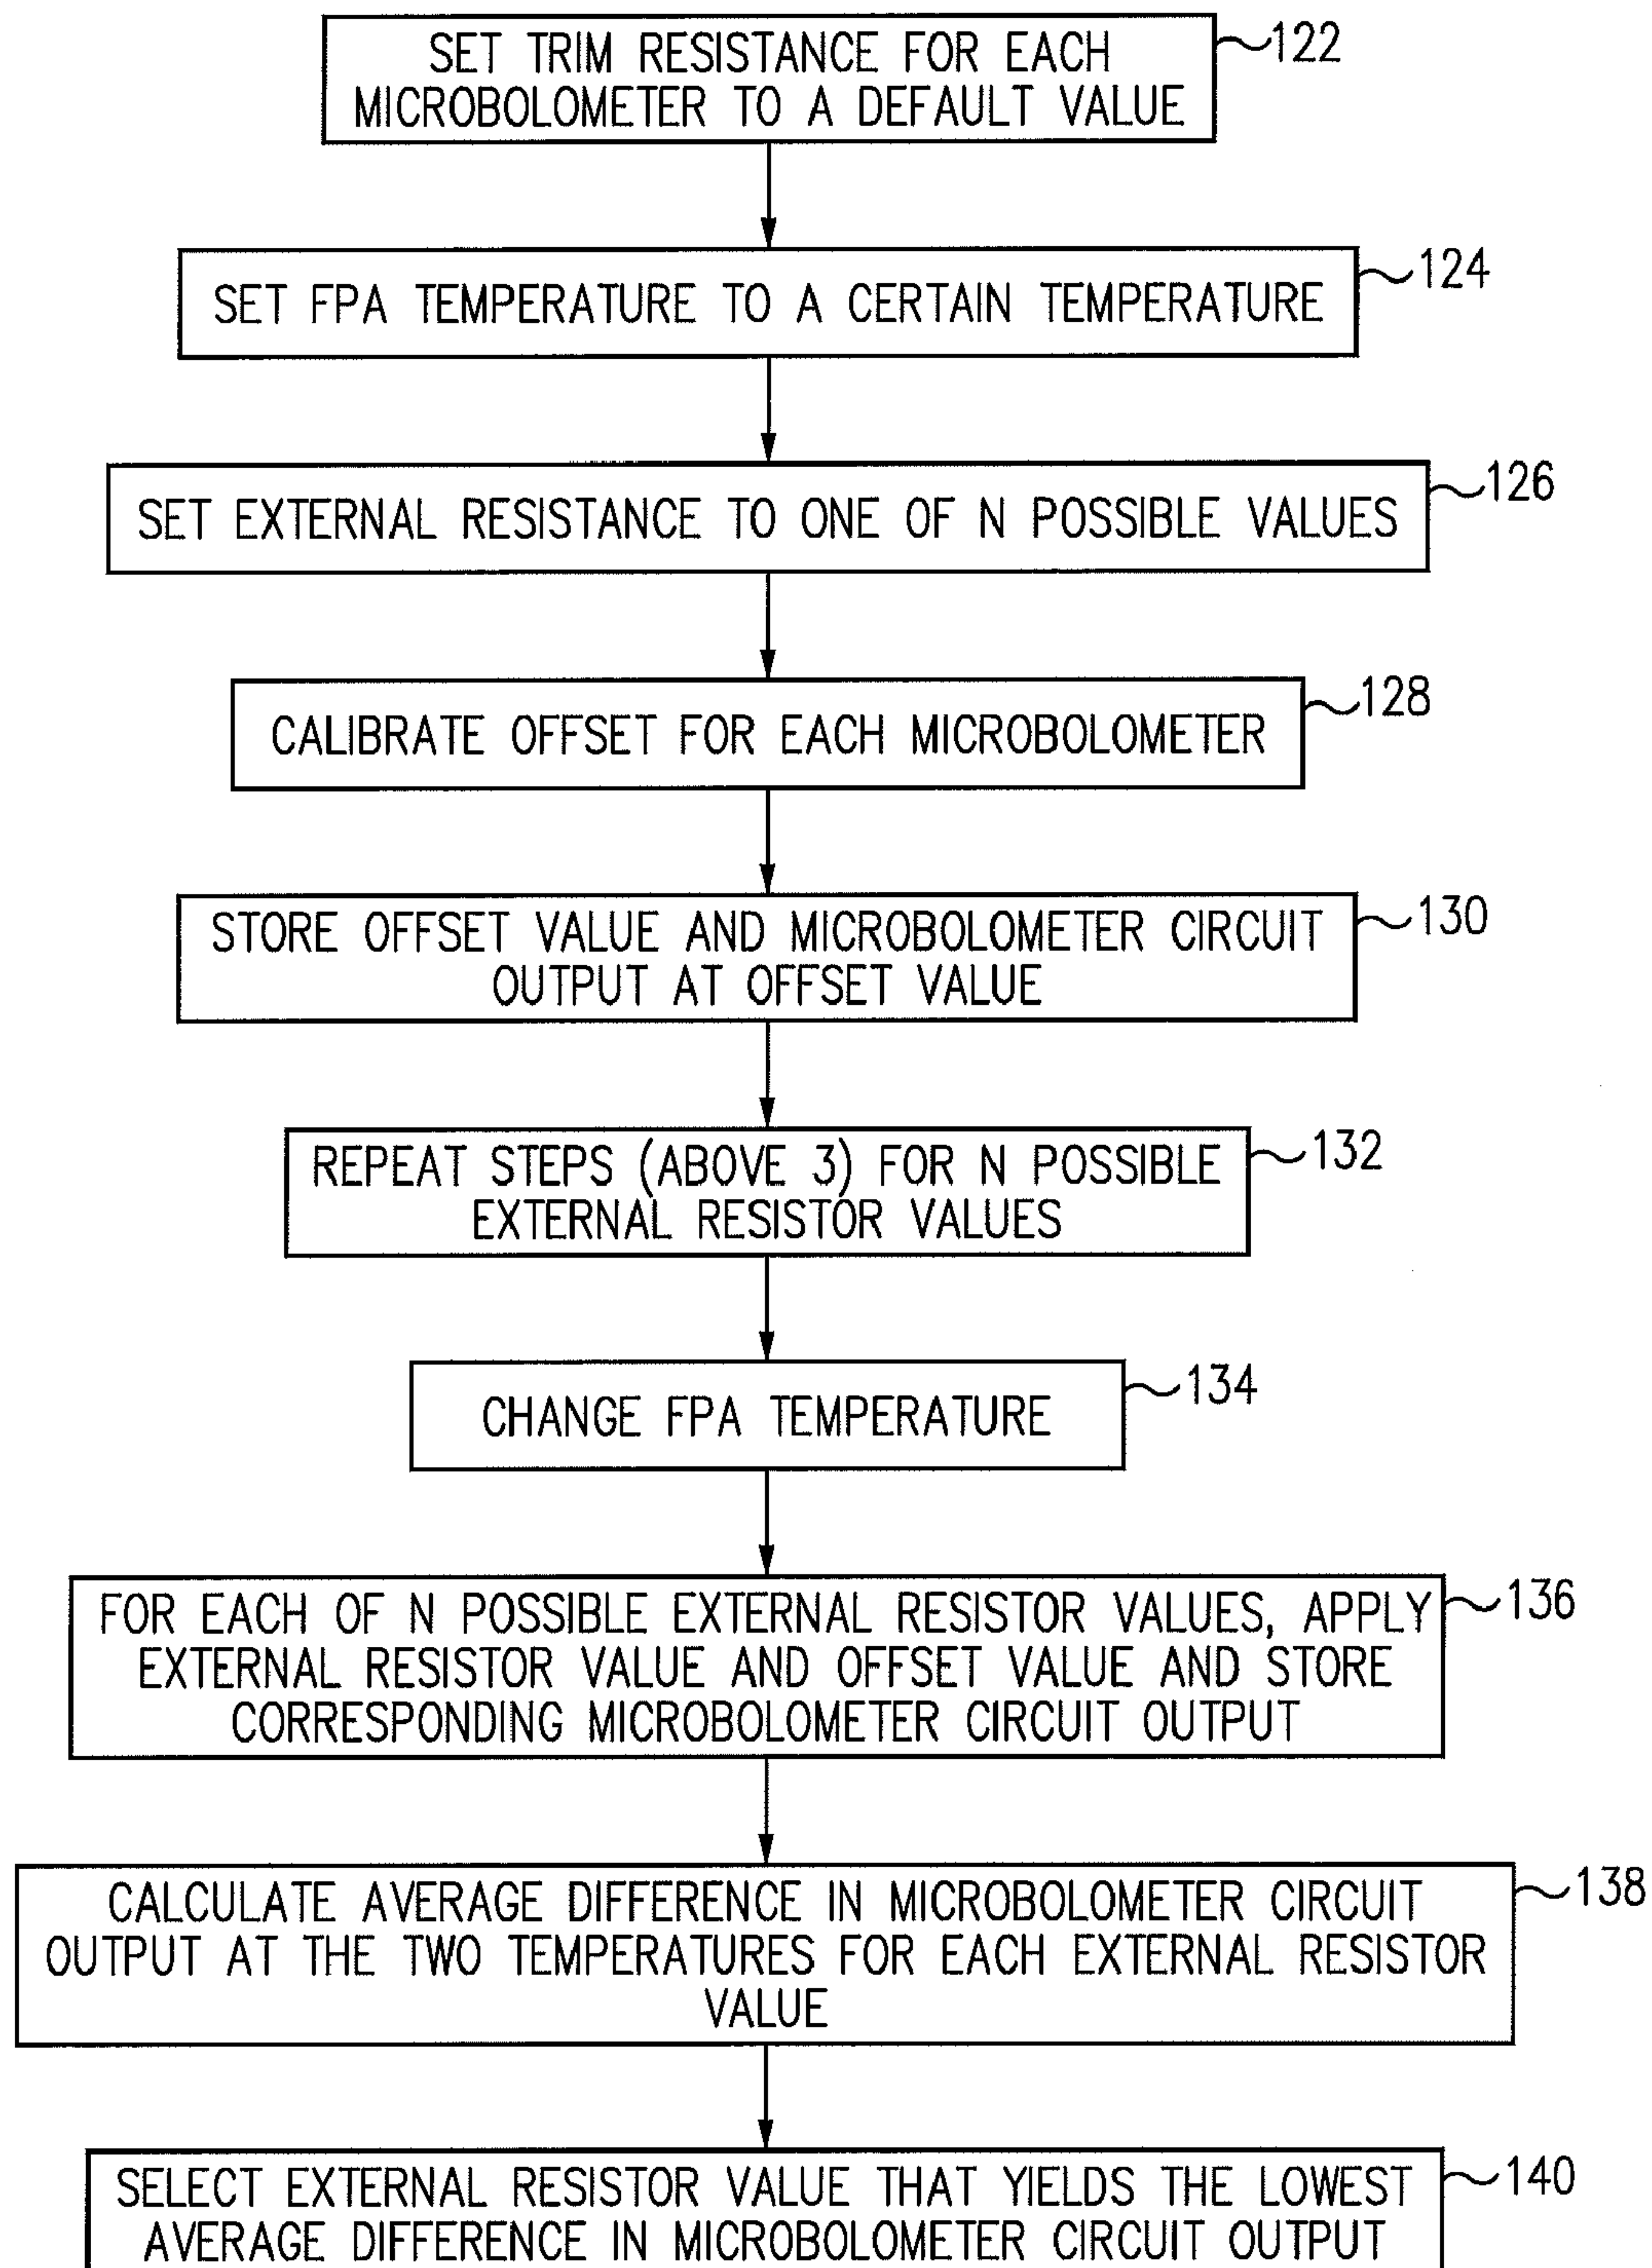 SET TRIM RESISTANCE FOR EACH
MICROBOLOMETER TO A DEFAULT VALUE
122
SET FPA TEMPERATURE TO A CERTAIN TEMPERATURE
124
SET EXTERNAL RESISTANCE TO ONE OF N POSSIBLE VALUES
126
CALIBRATE OFFSET FOR EACH MICROBOLOMETER
128
STORE OFFSET VALUE AND MICROBOLOMETER CIRCUIT
OUTPUT AT OFFSET VALUE
130
REPEAT STEPS (ABOVE 3) FOR N POSSIBLE
EXTERNAL RESISTOR VALUES
132
CHANGE FPA TEMPERATURE
134
FOR EACH OF N POSSIBLE EXTERNAL RESISTOR VALUES, APPLY
EXTERNAL RESISTOR VALUE AND OFFSET VALUE AND STORE
CORRESPONDING MICROBOLOMETER CIRCUIT OUTPUT
136
CALCULATE AVERAGE DIFFERENCE IN MICROBOLOMETER CIRCUIT
OUTPUT AT THE TWO TEMPERATURES FOR EACH EXTERNAL RESISTOR
VALUE
138
SELECT EXTERNAL RESISTOR VALUE THAT YIELDS THE LOWEST
AVERAGE DIFFERENCE IN MICROBOLOMETER CIRCUIT OUTPUT
140